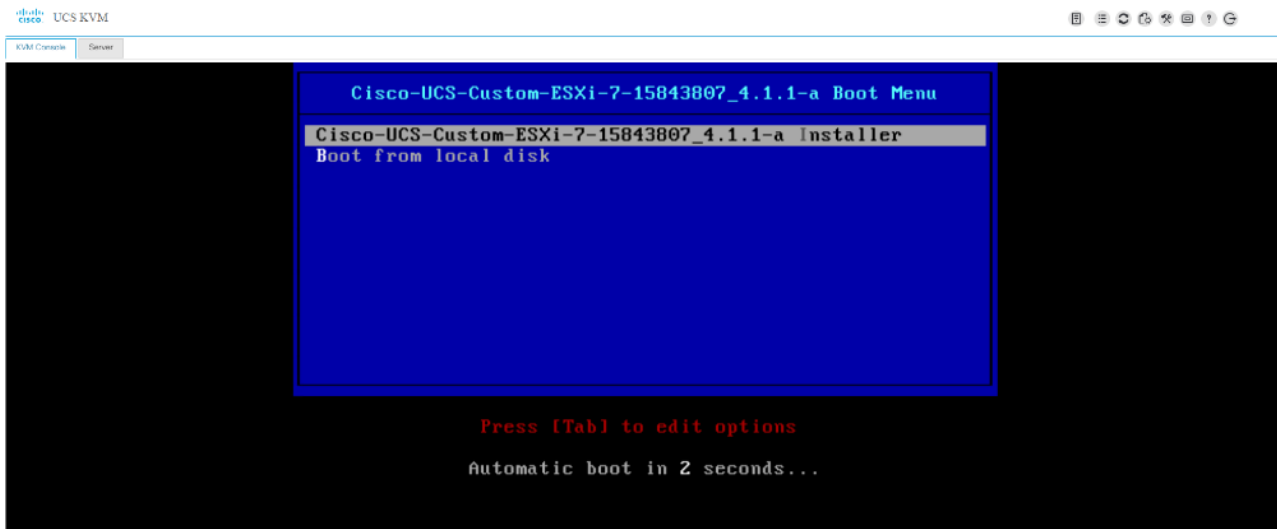 cisco UCS KVM
KVM Console Server
Cisco-UCS-Custom-ESXi-7-15843807_4.1.1-a Boot Menu
Cisco-UCS-Custom-ESXi-7-15843807_4.1.1-a Installer
Boot from local disk
Press [Tab] to edit options
Automatic boot in 2 seconds...